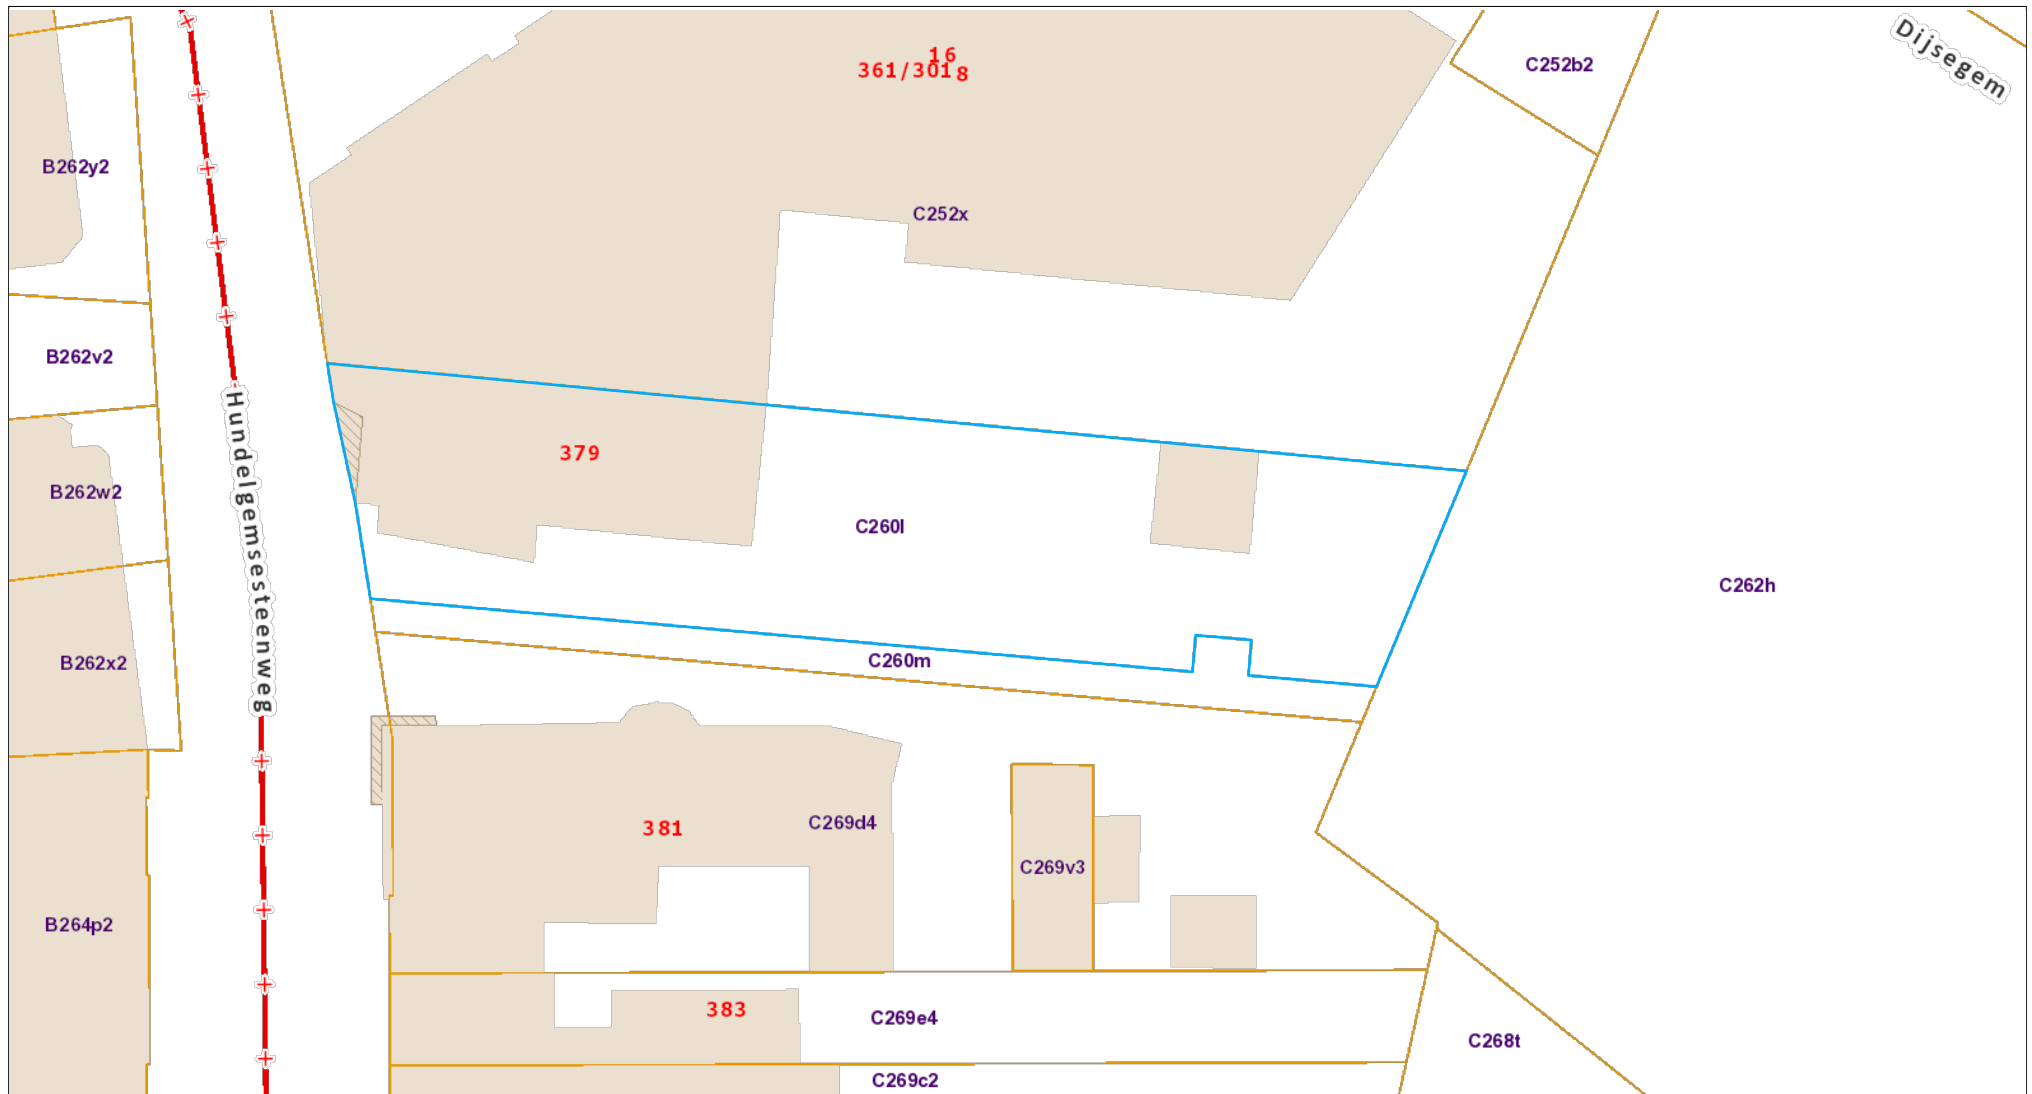 Dijsegem
16
361/301
8
C252b2
B262y2
C252x
B262v2
Hundelgemsesteenweg
379
B262w2
C260l
C262h
C260m
B262x2
C269d4
381
C269v3
B264p2
383
C269e4
C268t
C269c2